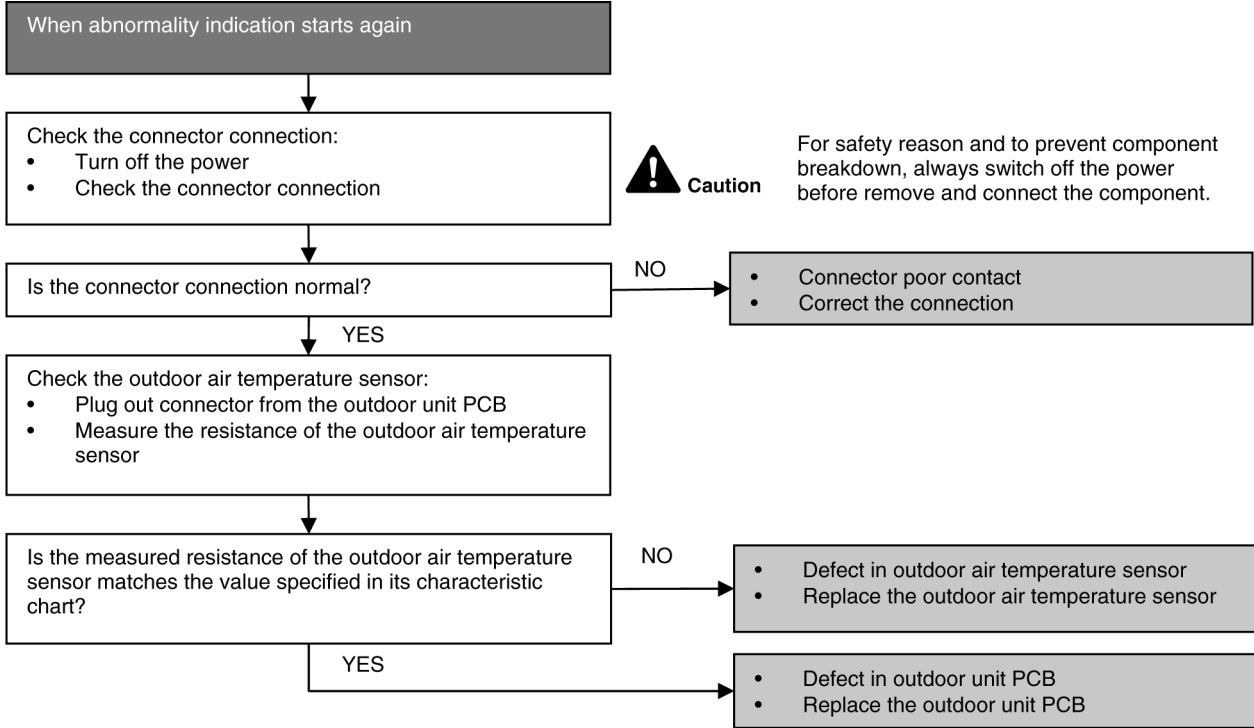 When abnormality indication starts again
Check the connector connection:
• Turn off the power
• Check the connector connection
Caution
For safety reason and to prevent component
breakdown, always switch off the power
before remove and connect the component.
Is the connector connection normal?
NO
• Connector poor contact
• Correct the connection
YES
Check the outdoor air temperature sensor:
• Plug out connector from the outdoor unit PCB
• Measure the resistance of the outdoor air temperature
sensor
Is the measured resistance of the outdoor air temperature
sensor matches the value specified in its characteristic
chart?
NO
• Defect in outdoor air temperature sensor
• Replace the outdoor air temperature sensor
YES
• Defect in outdoor unit PCB
• Replace the outdoor unit PCB